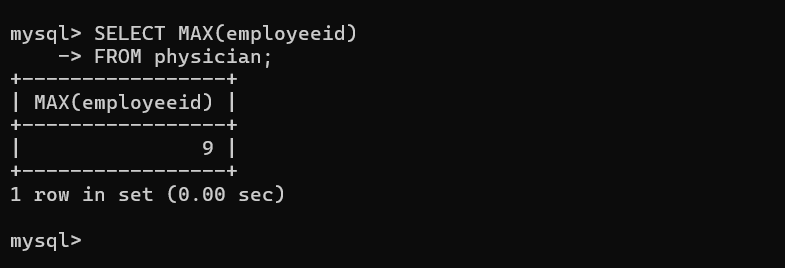 mysql> SELECT MAX(employeeid)
    -> FROM physician;
+-----------------+
| MAX(employeeid) |
+-----------------+
|               9 |
+-----------------+
1 row in set (0.00 sec)

mysql>